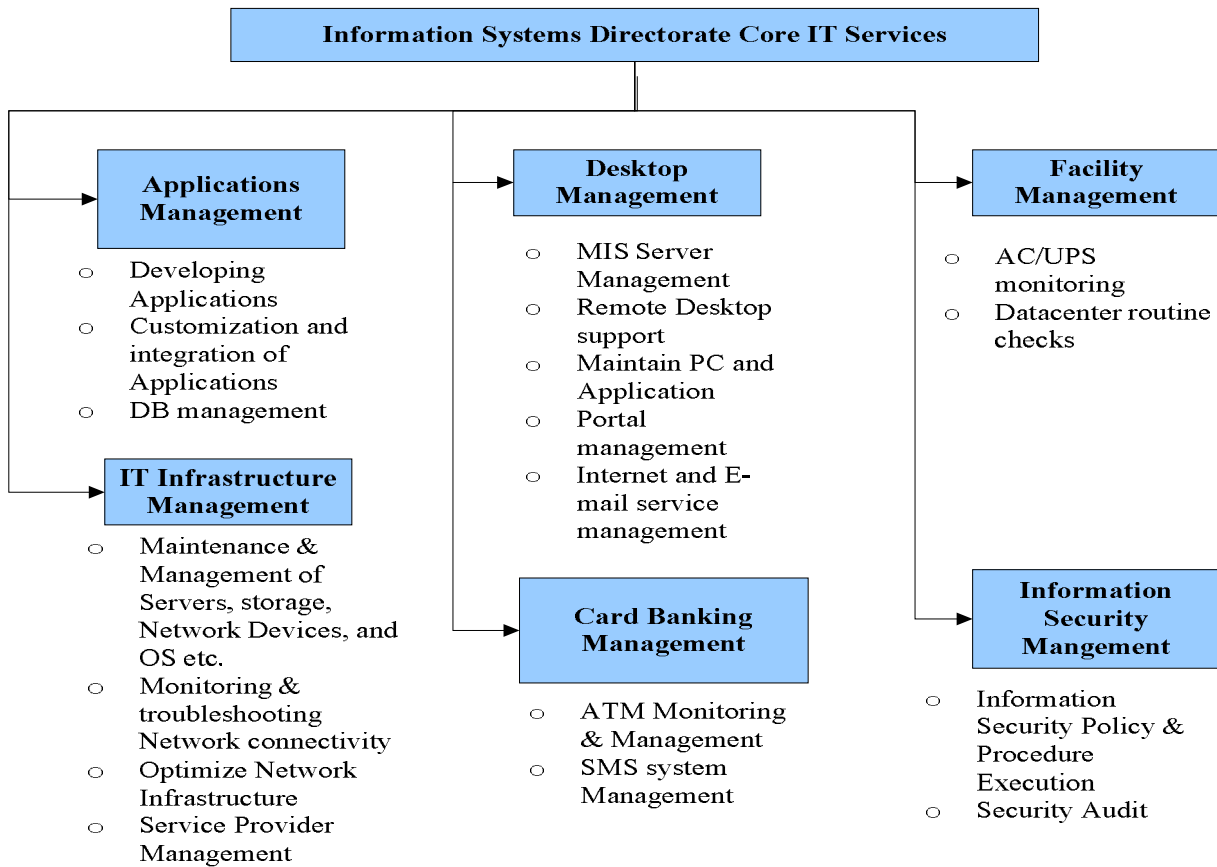 Information Systems Directorate Core IT Services
Applications
Management
o Developing
Applications
o Customization and
integration of
Applications
o DB management
IT Infrastructure
Management
o Maintenance &
Management of
Servers, storage,
Network Devices, and
OS etc.
o Monitoring &
troubleshooting
Network connectivity
o Optimize Network
Infrastructure
o Service Provider
Management
Desktop
Management
o MIS Server
Management
o Remote Desktop
support
o Maintain PC and
Application
o Portal
management
o Internet and E-
mail service
management
Card Banking
Management
o ATM Monitoring
& Management
o SMS system
Management
Facility
Management
o AC/UPS
monitoring
o Datacenter routine
checks
Information
Security
Mangement
o Information
Security Policy &
Procedure
Execution
o Security Audit